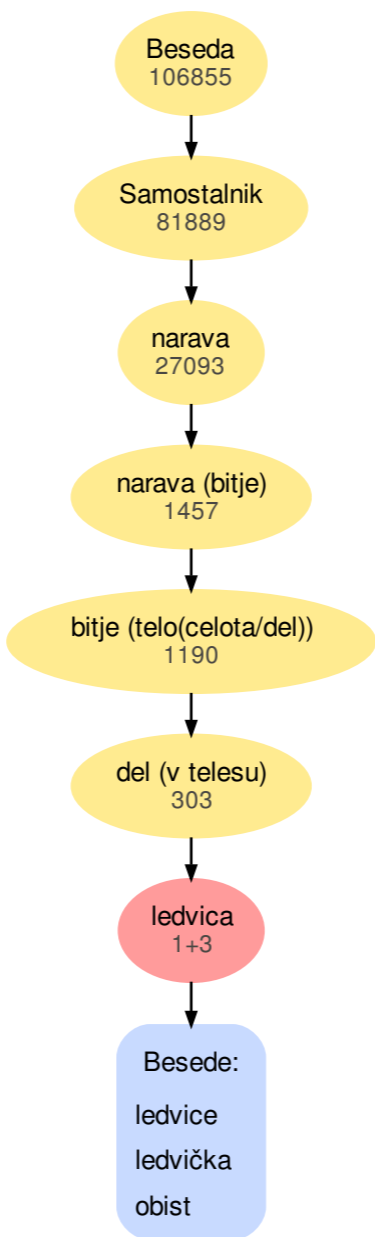 Beseda
106855
Samostalnik
81889
narava
27093
narava (bitje)
1457
bitje (telo(celota/del))
1190
del (v telesu)
303
ledvica
1+3
Besede:
ledvice
ledvička
obist